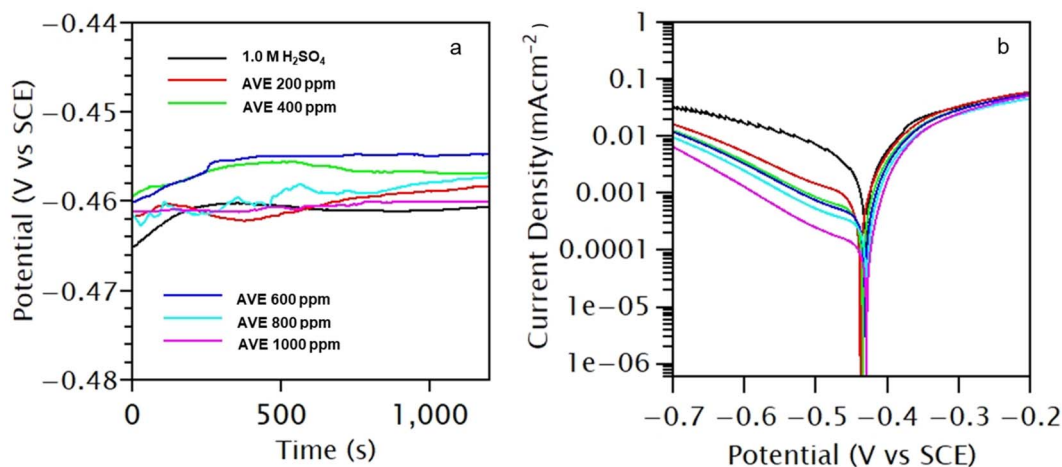 a
−0.44
−0.45
−0.46
−0.47
−0.48
Potential (V vs SCE)
1.0 M H₂SO₄
AVE 200 ppm
AVE 400 ppm
AVE 600 ppm
AVE 800 ppm
AVE 1000 ppm
0
500
1,000
Time (s)
b
1
0.1
0.01
0.001
0.0001
1e−05
1e−06
Current Density(mAcm⁻²)
−0.7
−0.6
−0.5
−0.4
−0.3
−0.2
Potential (V vs SCE)